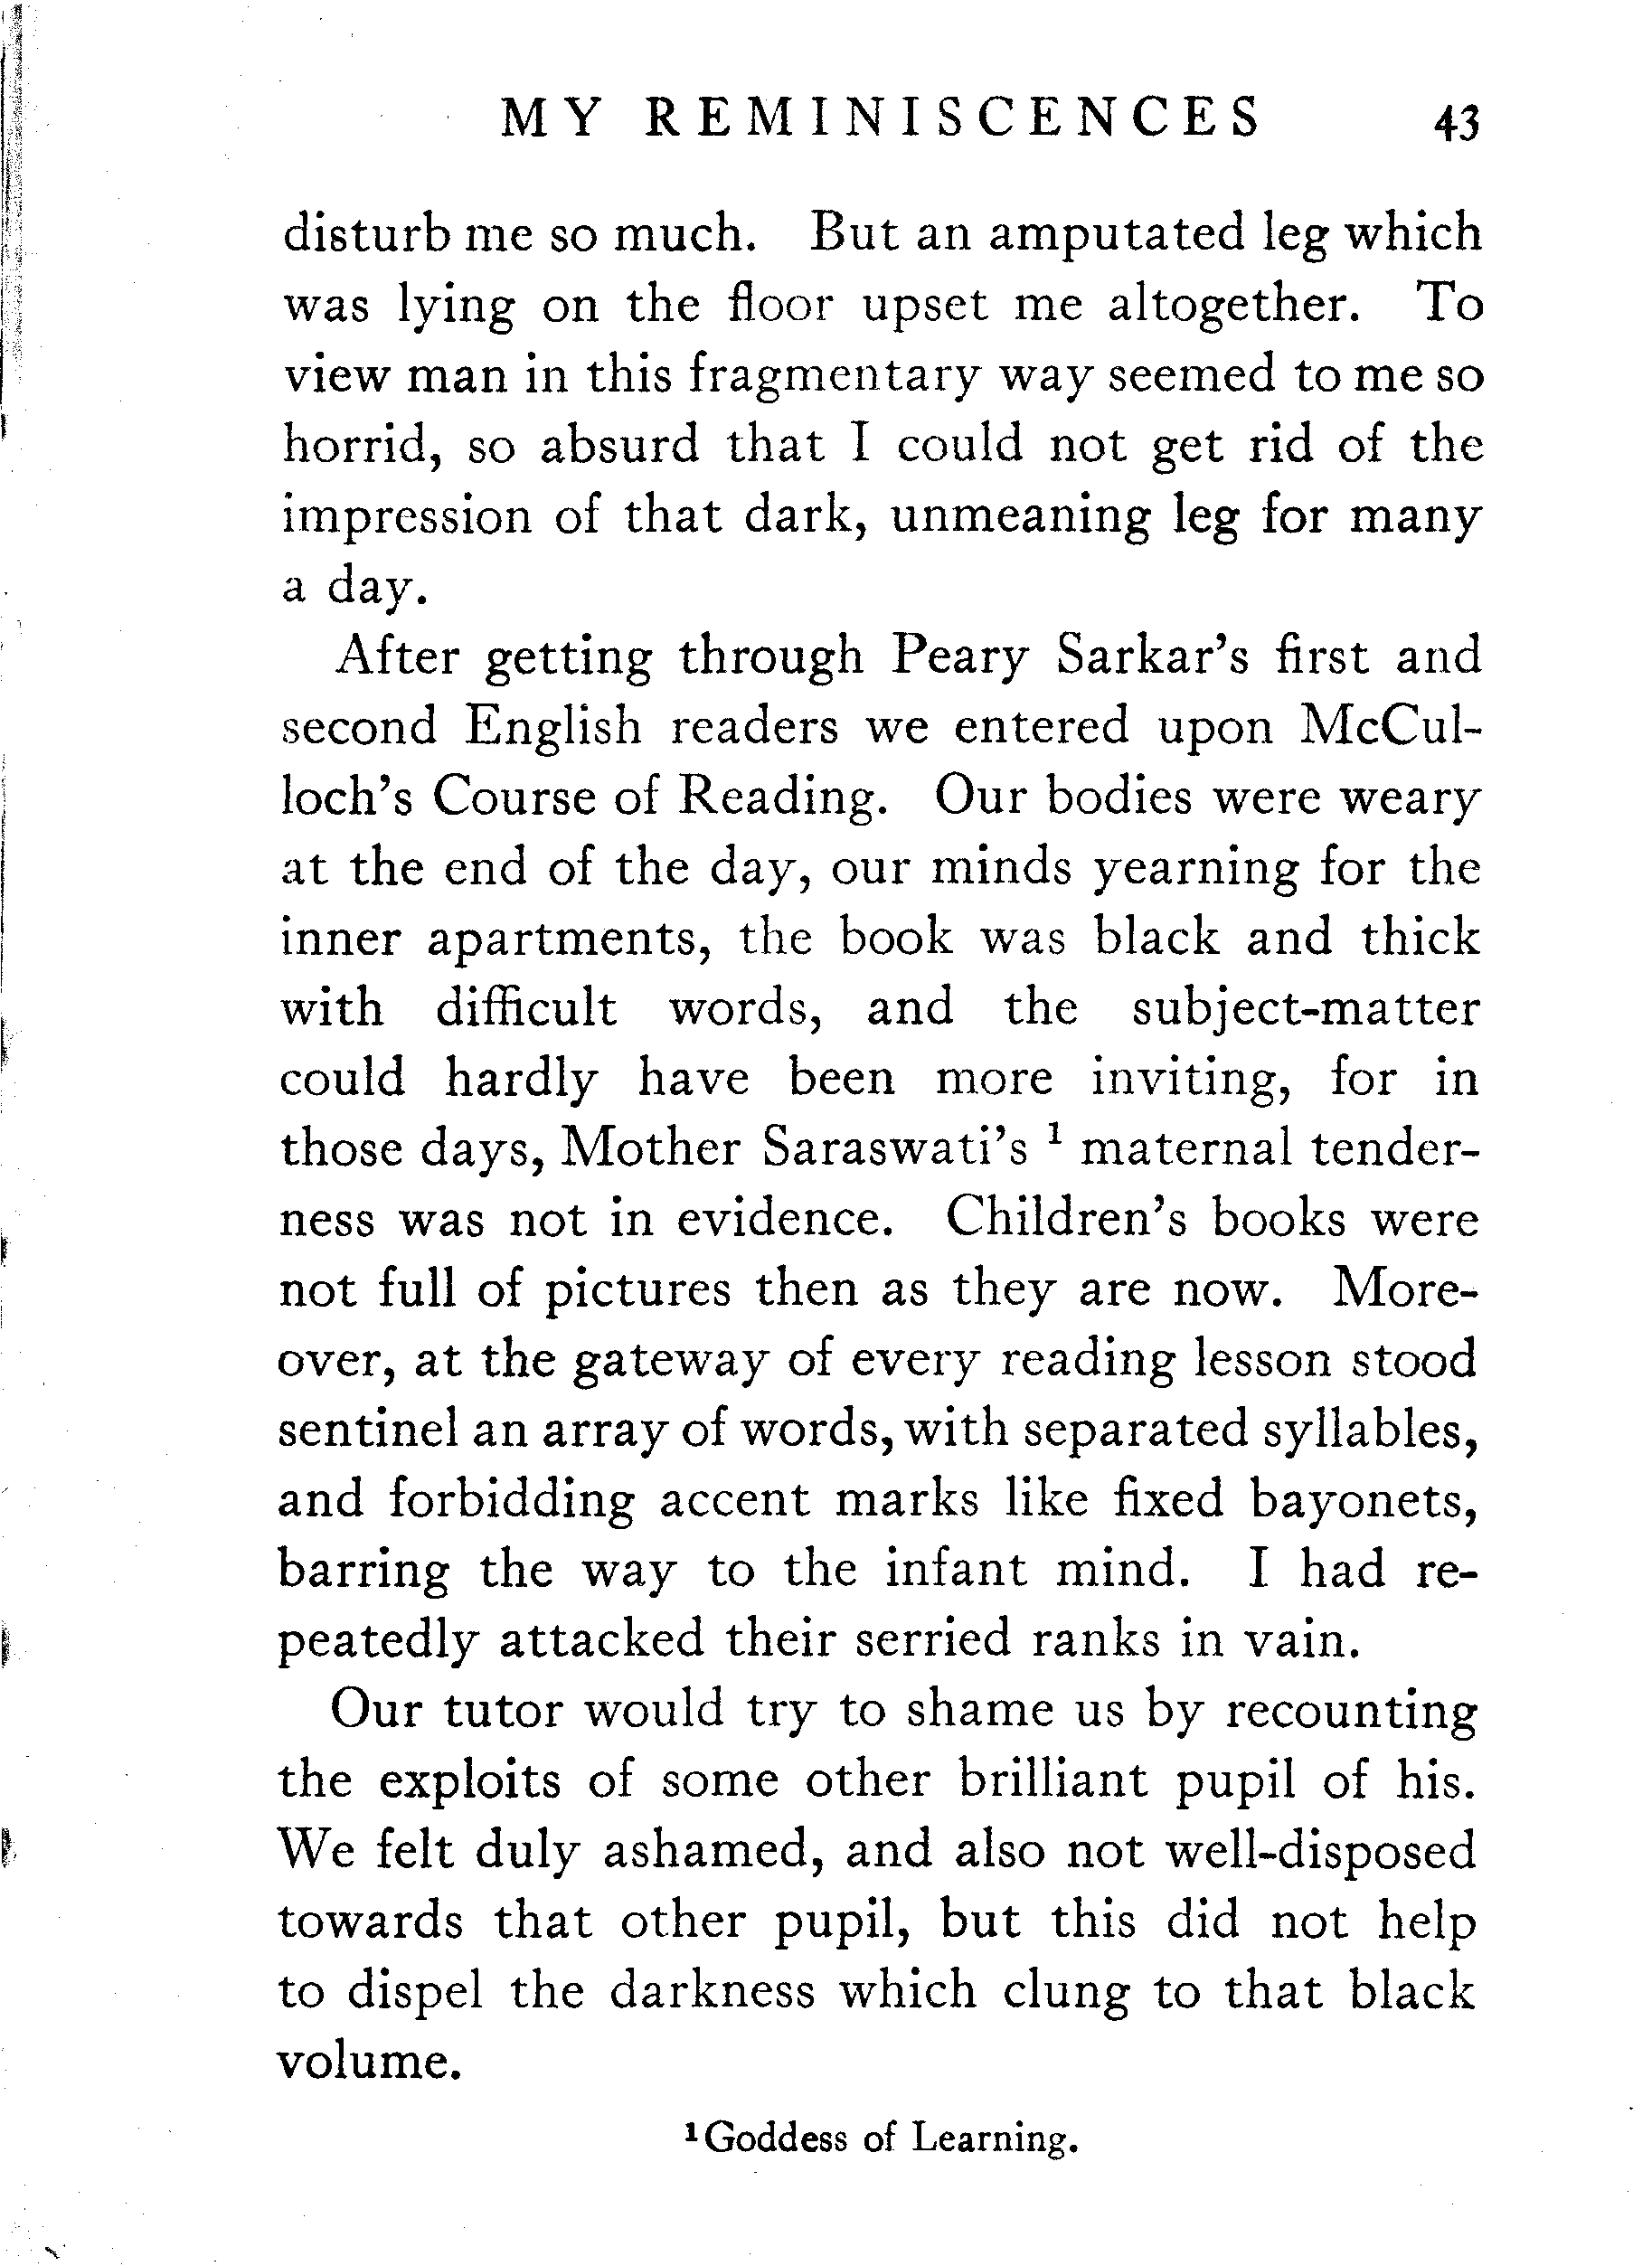 MY REMINISCENCES 43
disturb me so much. But an amputated leg which
was lying on the floor upset me altogether. To
view man in this fragmentary way seemed to me so
horrid, so absurd that I could not get rid of the
impression of that dark, unmeaning leg for many
a day.
After getting through Peary Sarkar's first and
second English readers we entered upon McCul-
loch's Course of Reading. Our bodies were weary
at the end of the day, our minds yearning for the
inner apartments, the book was black and thick
with difficult words, and the subject-matter
could hardly have been more inviting, for in
those days, Mother Saraswati's ¹ maternal tender-
ness was not in evidence. Children's books were
not full of pictures then as they are now. More-
over, at the gateway of every reading lesson stood
sentinel an array of words, with separated syllables,
and forbidding accent marks like fixed bayonets,
barring the way to the infant mind. I had re-
peatedly attacked their serried ranks in vain.
Our tutor would try to shame us by recounting
the exploits of some other brilliant pupil of his.
We felt duly ashamed, and also not well-disposed
towards that other pupil, but this did not help
to dispel the darkness which clung to that black
volume.
¹ Goddess of Learning.